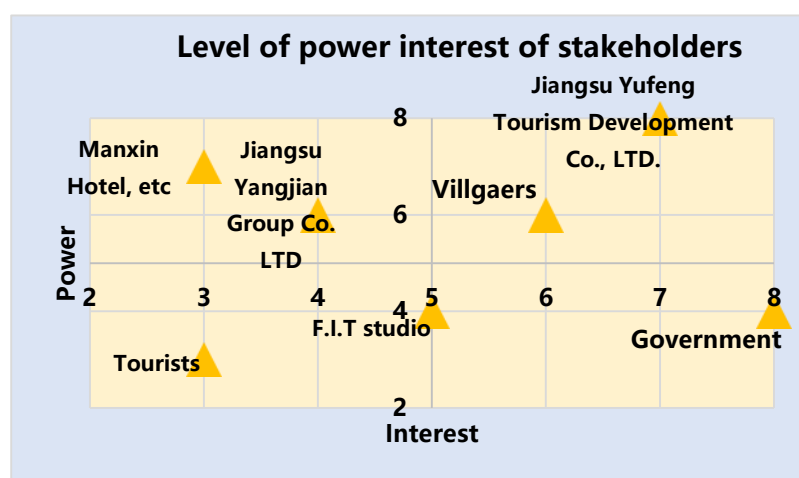 Level of power interest of stakeholders
Jiangsu Yufeng
Tourism Development
Co., LTD.
Manxin
Hotel, etc
Jiangsu
Yangjian
Group Co.
LTD
Villgaers
8
6
4
2
Power
2 3 4 5 6 7 8
F.I.T studio
Government
Tourists
Interest